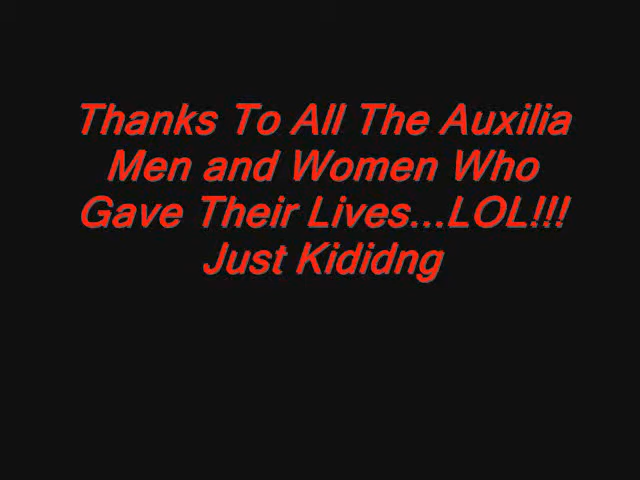 Thanks To All The Auxilia
Men and Women Who
Gave Their Lives...LOL!!!
Just Kididng